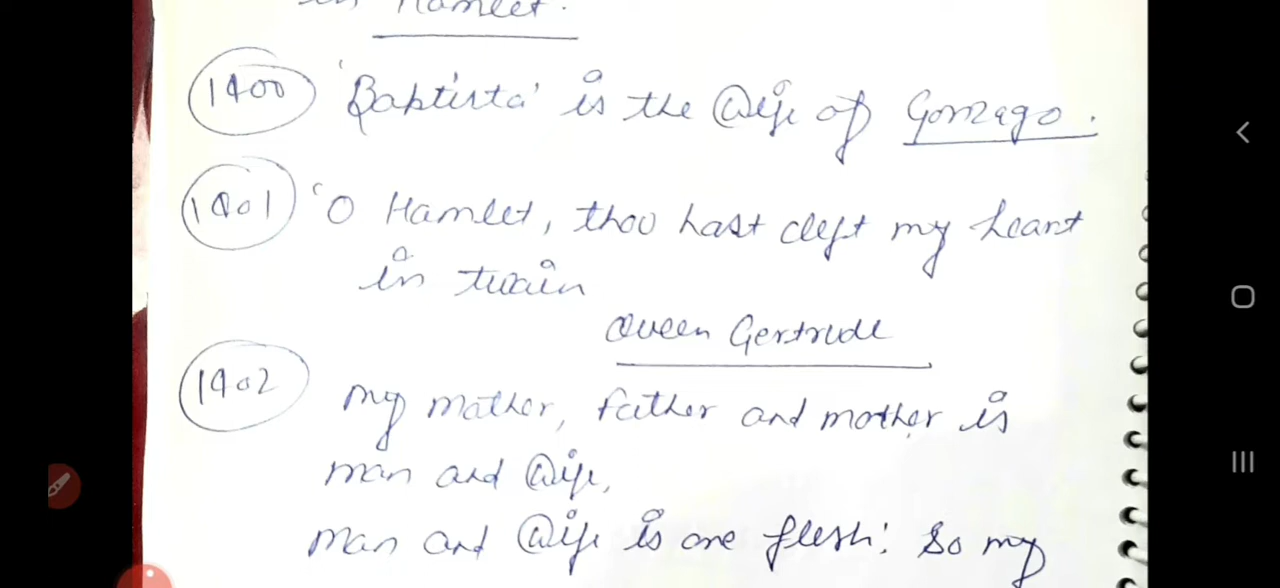 in Hamlet.
1400 'Baptista' is the Wife of Gonzago.
1401 'O Hamlet, thou hast cleft my heart
in twain
Queen Gertrude
1402 My mother, father and mother is
man and Wife,
man and Wife is one flesh; So my